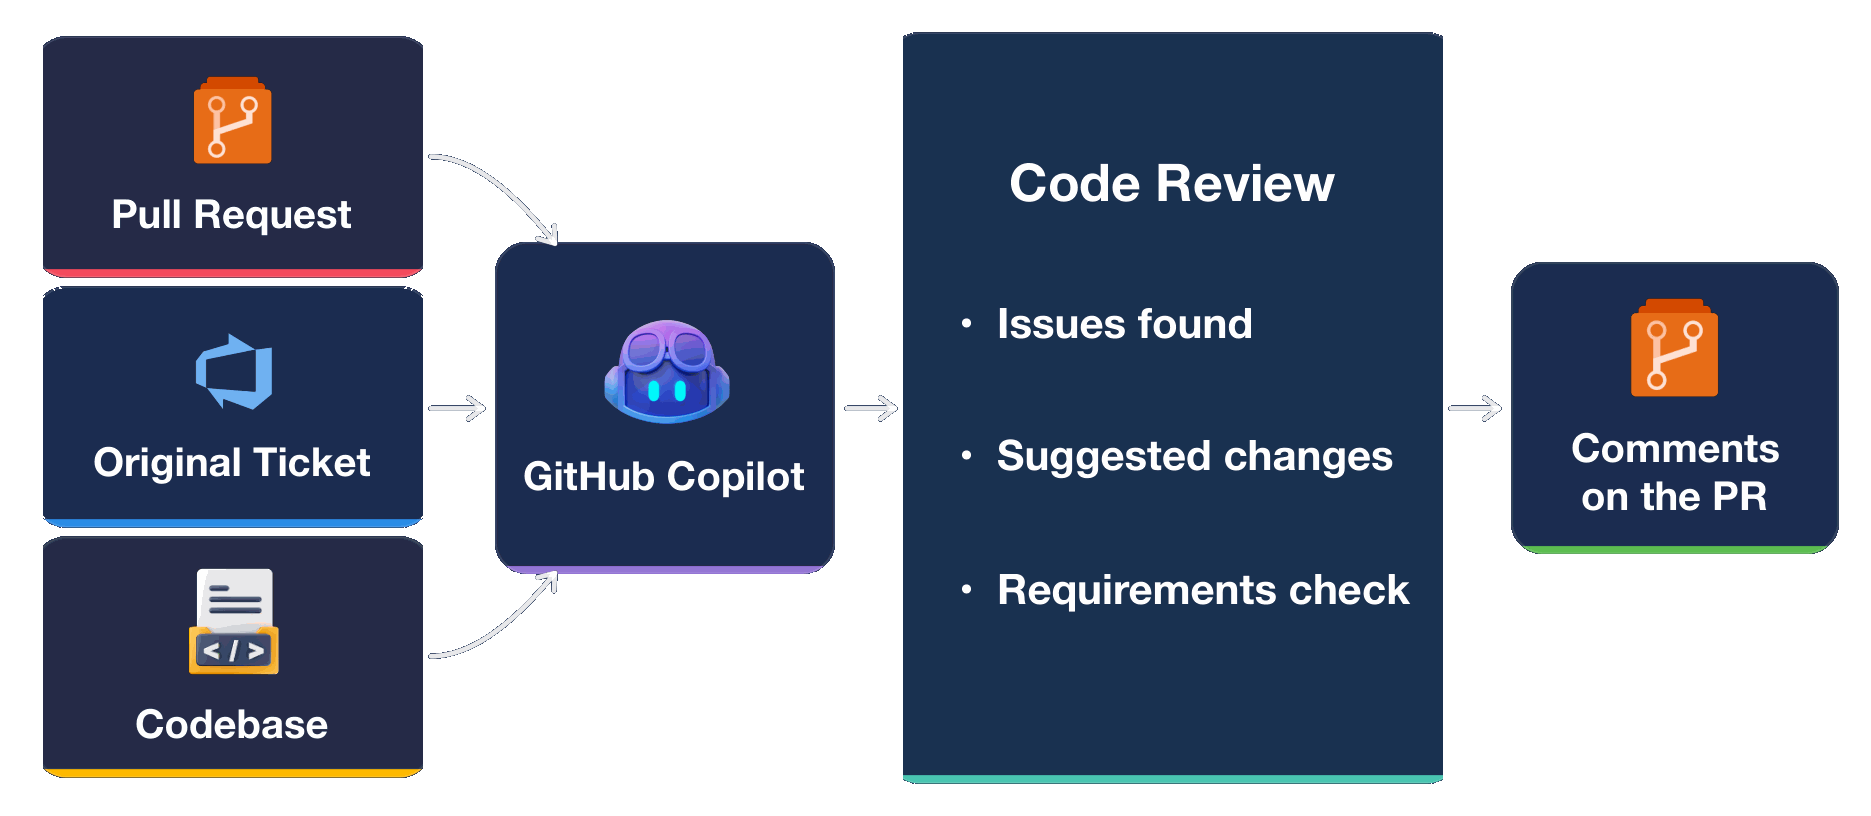 Pull Request
Original Ticket
</>
Codebase
GitHub Copilot
Code Review
• Issues found
• Suggested changes
• Requirements check
Comments
on the PR